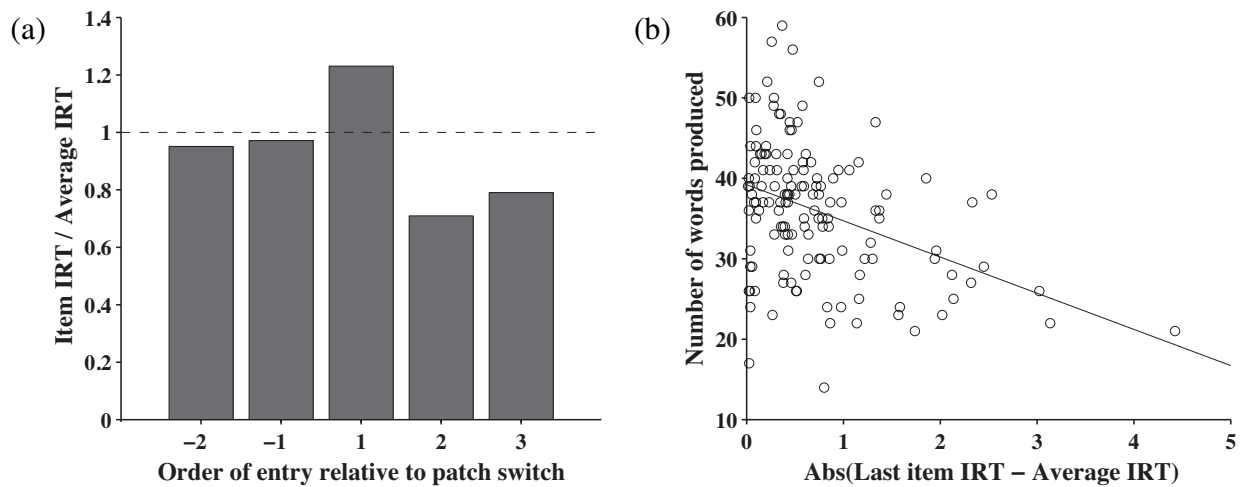 (a)
Item IRT / Average IRT
1.4
1.2
1
0.8
0.6
0.4
0.2
0
−2 −1 1 2 3
Order of entry relative to patch switch
(b)
Number of words produced
60
50
40
30
20
10
0 1 2 3 4 5
Abs(Last item IRT − Average IRT)